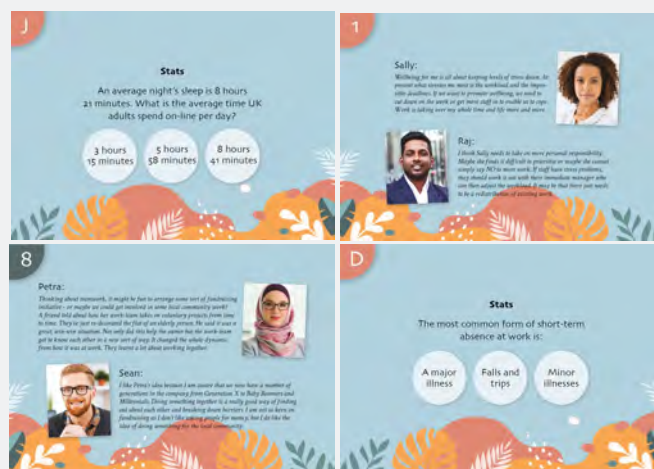 J
Stats
An average night's sleep is 8 hours
21 minutes. What is the average time UK
adults spend on-line per day?
3 hours
15 minutes
5 hours
58 minutes
8 hours
41 minutes
1
Sally:
Wellbeing for me is all about keeping levels of stress down. At
present what stresses me most is the workload and the impos-
sible deadlines. If we want to promote wellbeing, we need to
cut down on the work or get more staff in to enable us to cope.
Work is taking over my whole time and life more and more.
Raj:
I think Sally needs to take on more personal responsibility.
Maybe she finds it difficult to prioritise or maybe she cannot
simply say NO to more work. If staff have stress problems,
they should work it out with there immediate manager who
can then adjust the workload. It may be that there just needs
to be a redistribution of existing work.
8
Petra:
Thinking about teamwork, it might be fun to arrange some sort of fundraising
initiative - or maybe we could get involved in some local community work!
A friend told about how her work-team takes on voluntary projects from time
to time. They've just re-decorated the flat of an elderly person. He said it was a
great, win-win situation. Not only did this help the owner but the work-team
got to know each other in a new sort of way. It changed the whole dynamic
from how it was at work. They learnt a lot about working together.
Sean:
I like Petra's idea because I am aware that we now have a number of
generations in the company from Generation X to Baby Boomers and
Millennials. Doing something together is a really good way of finding
out about each other and breaking down barriers. I am not so keen on
fundraising as I don't like asking people for money, but I do like the
idea of doing something for the local community.
D
Stats
The most common form of short-term
absence at work is:
A major
illness
Falls and
trips
Minor
illnesses